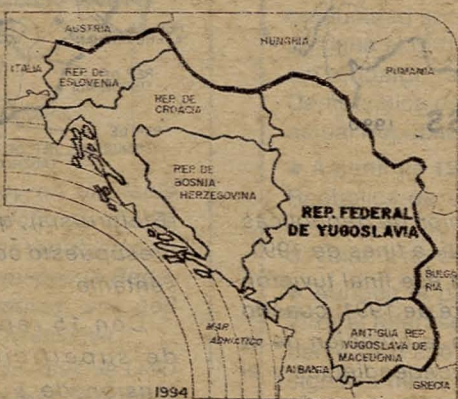 AUSTRIA
HUNGRIA
ITALIA
REP. DE
ESLOVENIA
RUMANIA
REP. DE
CROACIA
REP. DE
BOSNIA-
HERZEGOVINA
REP. FEDERAL
DE YUGOSLAVIA
BULGA
RIA
MAR
ADRIATICO
ANTIGUA REP.
YUGOSLAVA DE
MACEDONIA
ALBANIA
GRECIA
1994